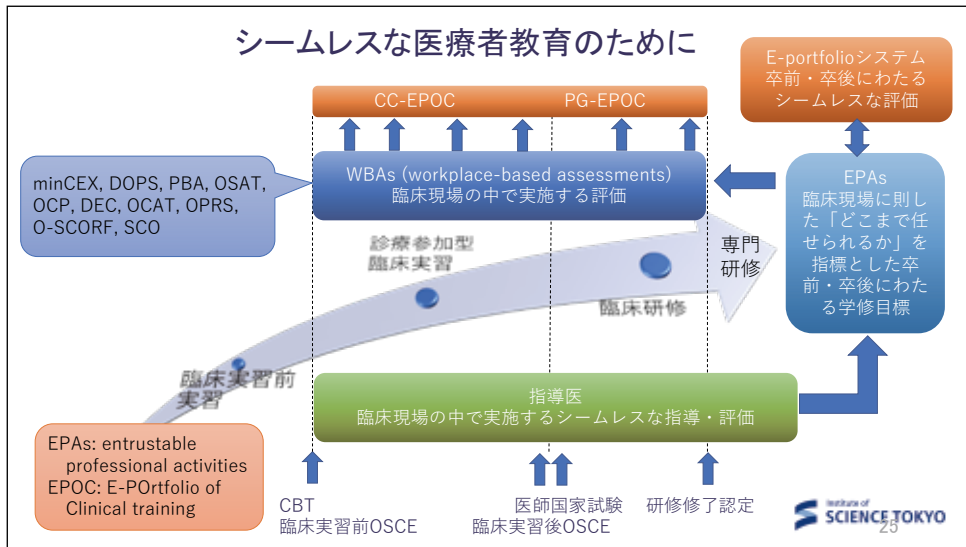 シームレスな医療者教育のために
E-portfolioシステム
卒前・卒後にわたる
シームレスな評価
CC-EPOC
PG-EPOC
WBAs (workplace-based assessments)
臨床現場の中で実施する評価
minCEX, DOPS, PBA, OSAT,
OCP, DEC, OCAT, OPRS,
O-SCORF, SCO
EPAs
臨床現場に則し
た「どこまで任
せられるか」を
指標とした卒
前・卒後にわた
る学修目標
診療参加型
臨床実習
専門
研修
臨床研修
臨床実習前
実習
指導医
臨床現場の中で実施するシームレスな指導・評価
EPAs: entrustable
professional activities
EPOC: E-POrtfolio of
Clinical training
CBT
臨床実習前OSCE
医師国家試験
臨床実習後OSCE
研修修了認定
Institute of
SCIENCE TOKYO
25